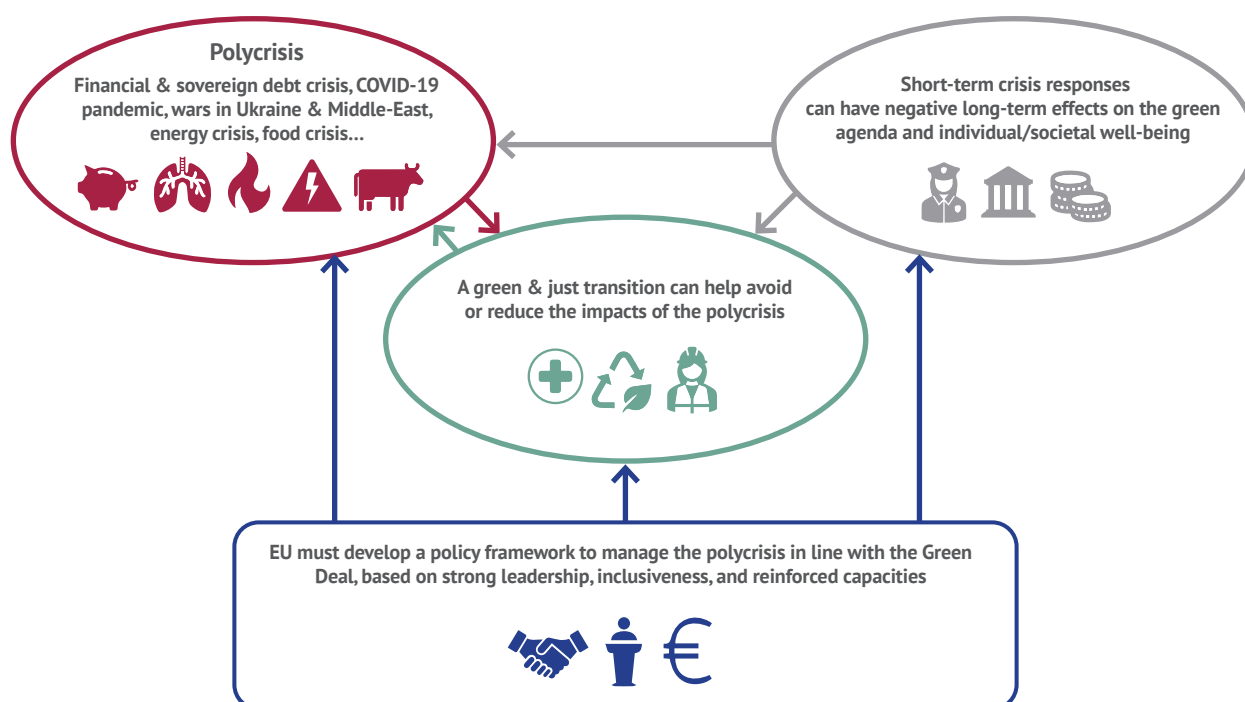 Polycrisis
Financial & sovereign debt crisis, COVID-19
pandemic, wars in Ukraine & Middle-East,
energy crisis, food crisis...
Short-term crisis responses
can have negative long-term effects on the green
agenda and individual/societal well-being
A green & just transition can help avoid
or reduce the impacts of the polycrisis
EU must develop a policy framework to manage the polycrisis in line with the Green
Deal, based on strong leadership, inclusiveness, and reinforced capacities